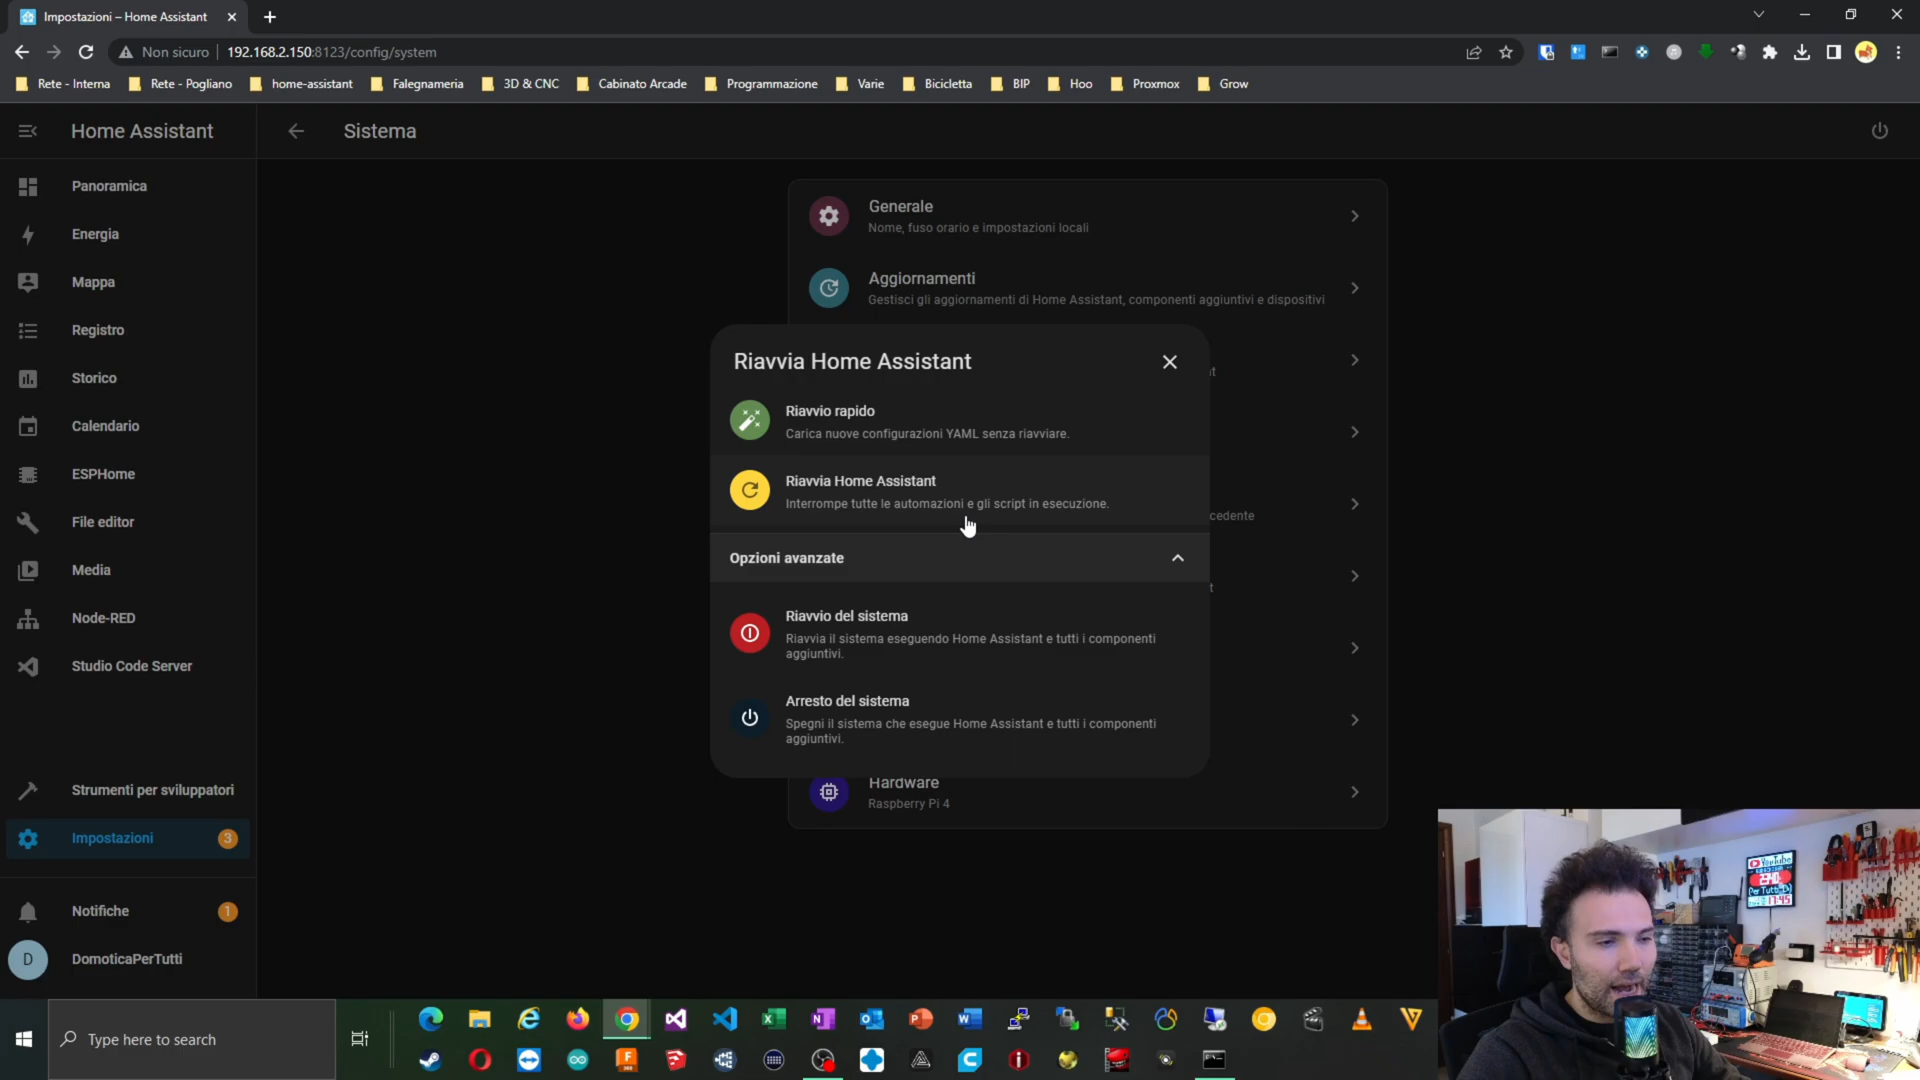 Impostazioni – Home Assistant
Non sicuro
192.168.2.150:8123/config/system
Rete - Interna
Rete - Pogliano
home-assistant
Falegnameria
3D & CNC
Cabinato Arcade
Programmazione
Varie
Bicicletta
BIP
Hoo
Proxmox
Grow
Home Assistant
Sistema
Panoramica
Energia
Mappa
Registro
Storico
Calendario
ESPHome
File editor
Media
Node-RED
Studio Code Server
Strumenti per sviluppatori
Impostazioni
3
Notifiche
1
D
DomoticaPerTutti
Generale
Nome, fuso orario e impostazioni locali
Aggiornamenti
Gestisci gli aggiornamenti di Home Assistant, componenti aggiuntivi e dispositivi
Riavvia Home Assistant
Riavvio rapido
Carica nuove configurazioni YAML senza riavviare.
Riavvia Home Assistant
Interrompe tutte le automazioni e gli script in esecuzione.
cedente
Opzioni avanzate
Riavvio del sistema
Riavvia il sistema eseguendo Home Assistant e tutti i componenti
aggiuntivi.
Arresto del sistema
Spegni il sistema che esegue Home Assistant e tutti i componenti
aggiuntivi.
Hardware
Raspberry Pi 4
YouTube
17:45
Type here to search